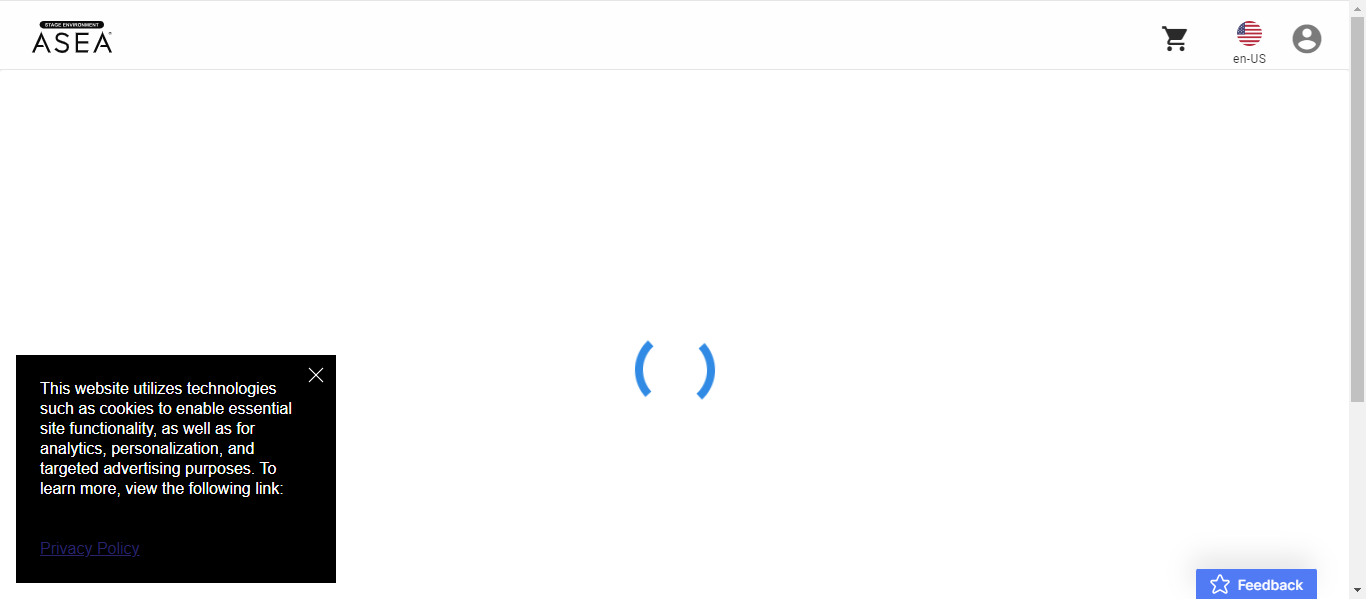 STAGE ENVIRONMENT
ASEA
en-US
This website utilizes technologies
such as cookies to enable essential
site functionality, as well as for
analytics, personalization, and
targeted advertising purposes. To
learn more, view the following link:
Privacy Policy
Feedback